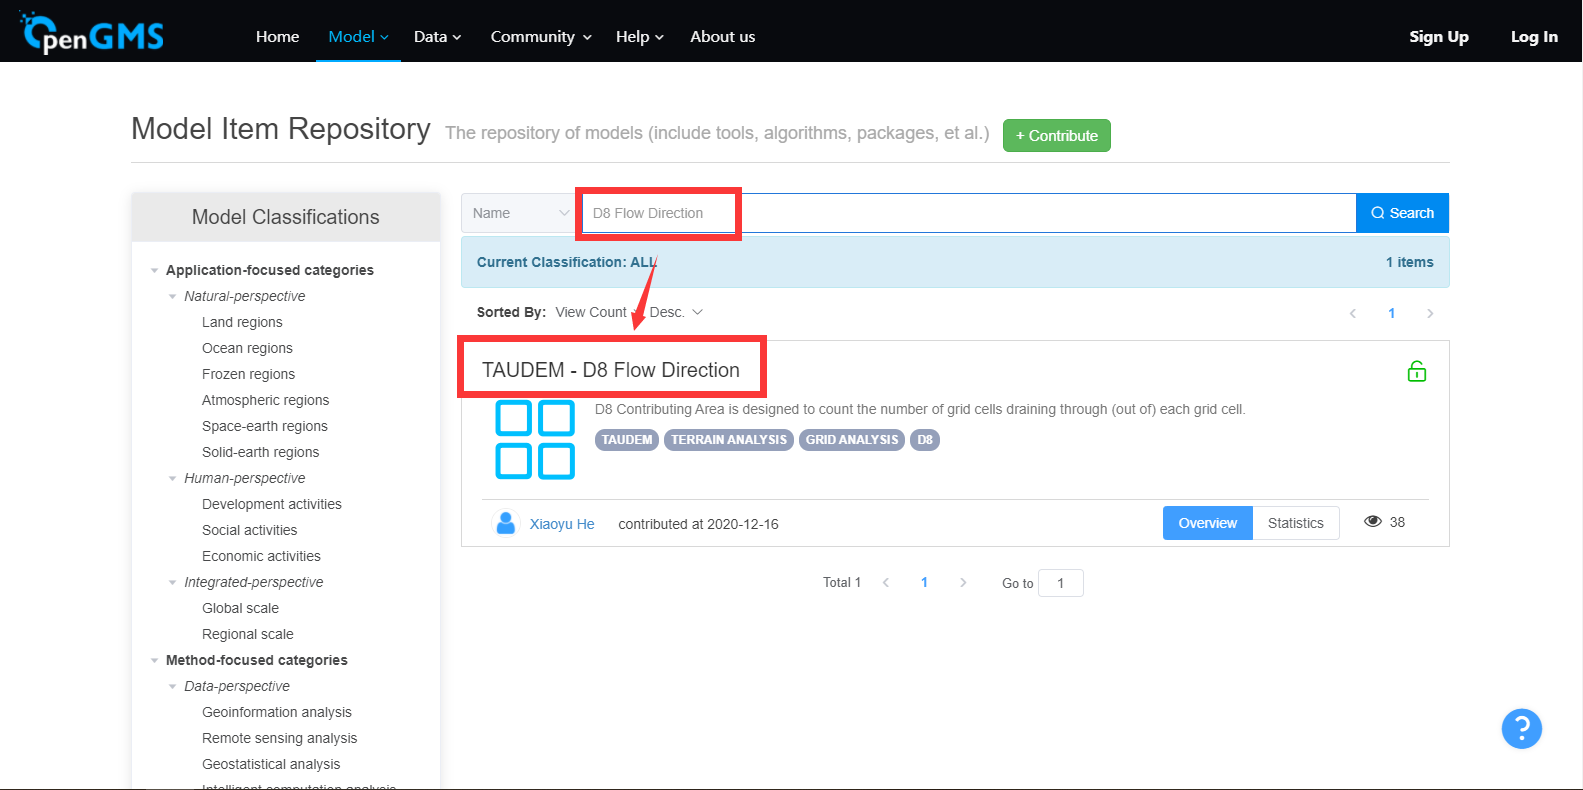 OpenGMS
Home Model Data Community Help About us Sign Up Log In
Model Item Repository The repository of models (include tools, algorithms, packages, et al.) + Contribute
Model Classifications
Application-focused categories
Natural-perspective
Land regions
Ocean regions
Frozen regions
Atmospheric regions
Space-earth regions
Solid-earth regions
Human-perspective
Development activities
Social activities
Economic activities
Integrated-perspective
Global scale
Regional scale
Method-focused categories
Data-perspective
Geoinformation analysis
Remote sensing analysis
Geostatistical analysis
Intelligent computation analysis
Name D8 Flow Direction Search
Current Classification: ALL 1 items
Sorted By: View Count Desc. 1
TAUDEM - D8 Flow Direction
D8 Contributing Area is designed to count the number of grid cells draining through (out of) each grid cell.
TAUDEM TERRAIN ANALYSIS GRID ANALYSIS D8
Xiaoyu He contributed at 2020-12-16 Overview Statistics 38
Total 1 1 Go to 1
?